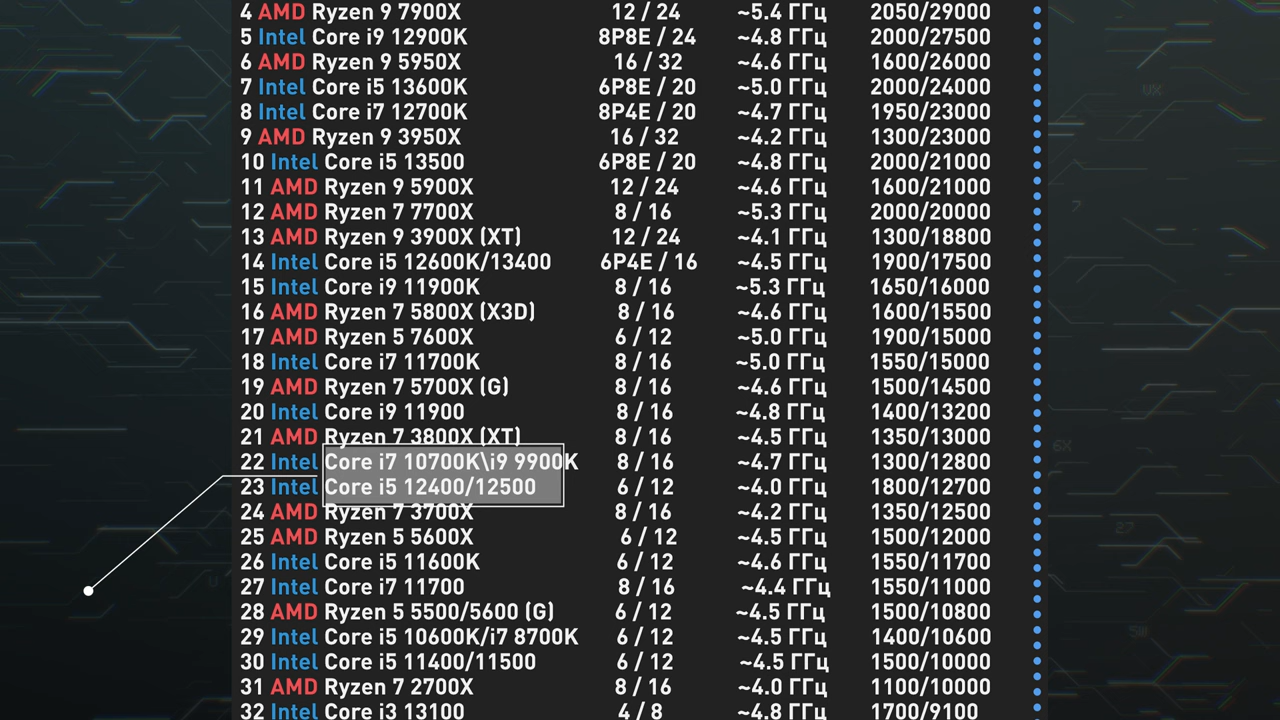 4 AMD Ryzen 9 7900X 12 / 24 ~5.4 ГГц 2050/29000
5 Intel Core i9 12900K 8P8E / 24 ~4.8 ГГц 2000/27500
6 AMD Ryzen 9 5950X 16 / 32 ~4.6 ГГц 1600/26000
7 Intel Core i5 13600K 6P8E / 20 ~5.0 ГГц 2000/24000
8 Intel Core i7 12700K 8P4E / 20 ~4.7 ГГц 1950/23000
9 AMD Ryzen 9 3950X 16 / 32 ~4.2 ГГц 1300/23000
10 Intel Core i5 13500 6P8E / 20 ~4.8 ГГц 2000/21000
11 AMD Ryzen 9 5900X 12 / 24 ~4.6 ГГц 1600/21000
12 AMD Ryzen 7 7700X 8 / 16 ~5.3 ГГц 2000/20000
13 AMD Ryzen 9 3900X (XT) 12 / 24 ~4.1 ГГц 1300/18800
14 Intel Core i5 12600K/13400 6P4E / 16 ~4.5 ГГц 1900/17500
15 Intel Core i9 11900K 8 / 16 ~5.3 ГГц 1650/16000
16 AMD Ryzen 7 5800X (X3D) 8 / 16 ~4.6 ГГц 1600/15500
17 AMD Ryzen 5 7600X 6 / 12 ~5.0 ГГц 1900/15000
18 Intel Core i7 11700K 8 / 16 ~5.0 ГГц 1550/15000
19 AMD Ryzen 7 5700X (G) 8 / 16 ~4.6 ГГц 1500/14500
20 Intel Core i9 11900 8 / 16 ~4.8 ГГц 1400/13200
21 AMD Ryzen 7 3800X (XT) 8 / 16 ~4.5 ГГц 1350/13000
22 Intel Core i7 10700K\i9 9900K 8 / 16 ~4.7 ГГц 1300/12800
23 Intel Core i5 12400/12500 6 / 12 ~4.0 ГГц 1800/12700
24 AMD Ryzen 7 3700X 8 / 16 ~4.2 ГГц 1350/12500
25 AMD Ryzen 5 5600X 6 / 12 ~4.5 ГГц 1500/12000
26 Intel Core i5 11600K 6 / 12 ~4.6 ГГц 1550/11700
27 Intel Core i7 11700 8 / 16 ~4.4 ГГц 1550/11000
28 AMD Ryzen 5 5500/5600 (G) 6 / 12 ~4.5 ГГц 1500/10800
29 Intel Core i5 10600K/i7 8700K 6 / 12 ~4.5 ГГц 1400/10600
30 Intel Core i5 11400/11500 6 / 12 ~4.5 ГГц 1500/10000
31 AMD Ryzen 7 2700X 8 / 16 ~4.0 ГГц 1100/10000
32 Intel Core i3 13100 4 / 8 ~4.8 ГГц 1700/9100